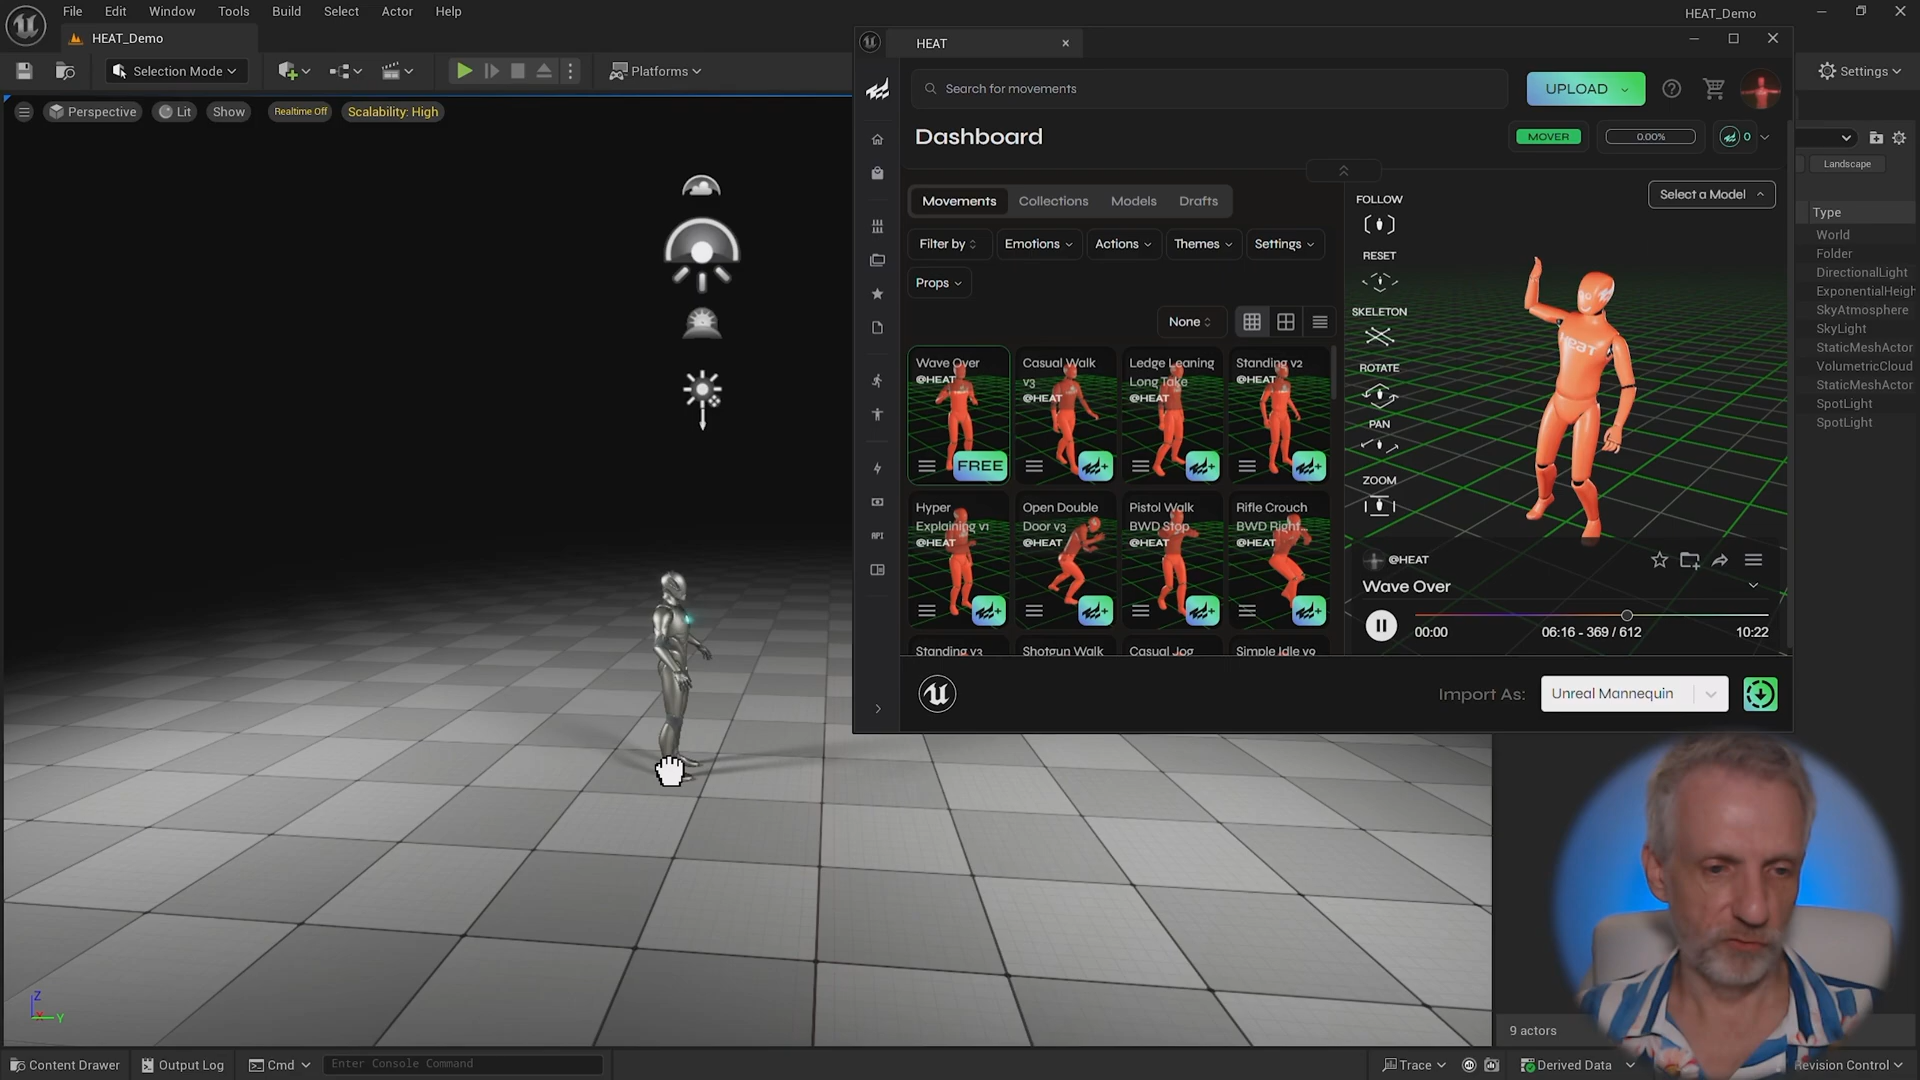 File Edit Window Tools Build Select Actor Help
HEAT_Demo
HEAT_Demo
Selection Mode
Platforms
Settings
Perspective Lit Show Realtime Off Scalability: High
HEAT
Search for movements
UPLOAD
Dashboard
MOVER 0.00% 0
Landscape
Movements Collections Models Drafts
Select a Model
Filter by Emotions Actions Themes Settings
Props
None
Wave Over
@HEAT
FREE
Casual Walk
v3
@HEAT
Ledge Leaning
Long Take
@HEAT
Standing v2
@HEAT
Hyper
Explaining v1
@HEAT
Open Double
Door v3
@HEAT
Pistol Walk
BWD Stop
@HEAT
Rifle Crouch
BWD Right...
@HEAT
Standing v3
Shotgun Walk
Casual Jog
Simple Idle v9
API
FOLLOW
RESET
SKELETON
ROTATE
PAN
ZOOM
HEAT
@HEAT
Wave Over
00:00 06:16 - 369 / 612 10:22
Import As: Unreal Mannequin
Type
World
Folder
DirectionalLight
ExponentialHeigh
SkyAtmosphere
SkyLight
StaticMeshActor
VolumetricCloud
StaticMeshActor
SpotLight
SpotLight
Z
X
Y
9 actors
Content Drawer Output Log Cmd Enter Console Command
Trace Derived Data Revision Control